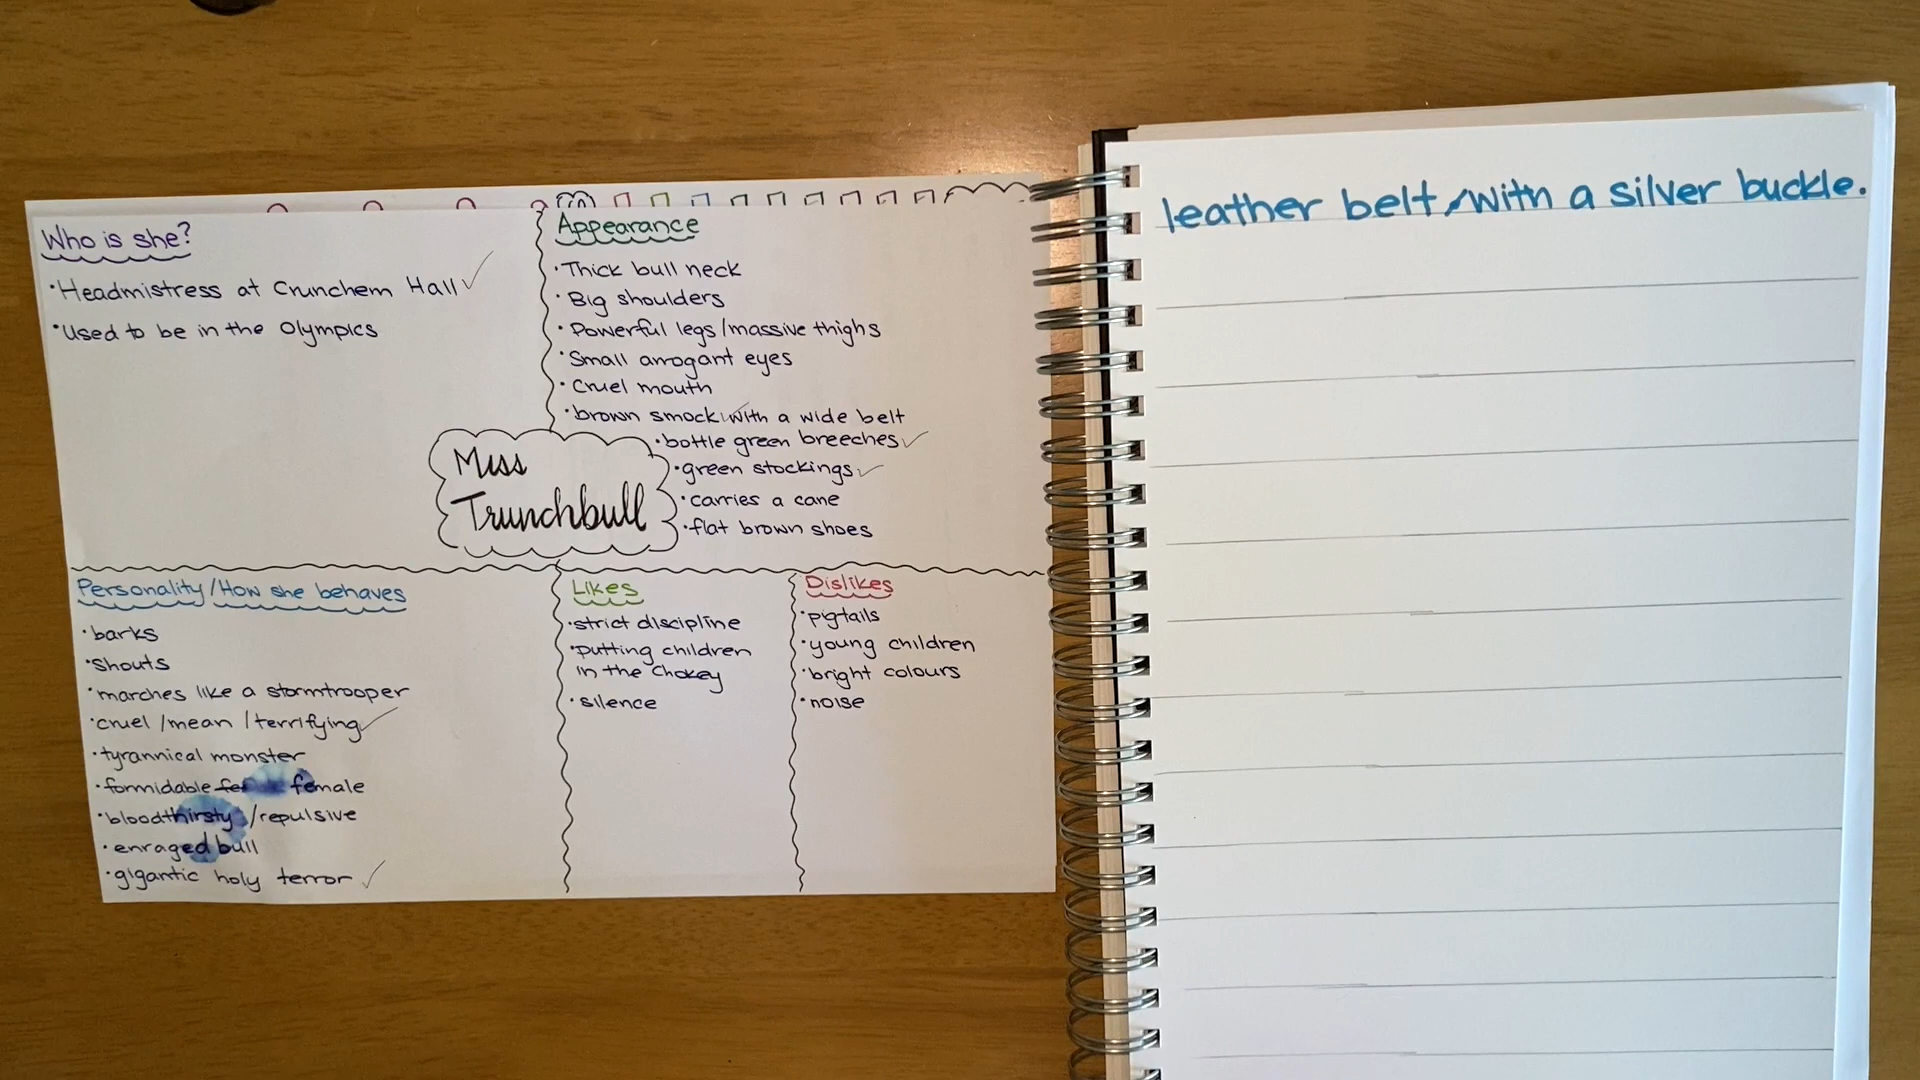 Who is she?
·Headmistress at Crunchem Hall
·Used to be in the Olympics
Appearance
·Thick bull neck
·Big shoulders
·Powerful legs/massive thighs
·Small arrogant eyes
·Cruel mouth
·brown smock with a wide belt
·bottle green breeches
·green stockings
·carries a cane
·flat brown shoes
Miss
Trunchbull
Personality/How she behaves
·barks
·Shouts
·marches like a stormtrooper
·cruel/mean/terrifying
·tyrannical monster
·formidable female
·bloodthirsty/repulsive
·enraged bull
·gigantic holy terror
Likes
·strict discipline
·putting children
in the Chokey
·silence
Dislikes
·pigtails
·young children
·bright colours
·noise
leather belt, with a silver buckle.